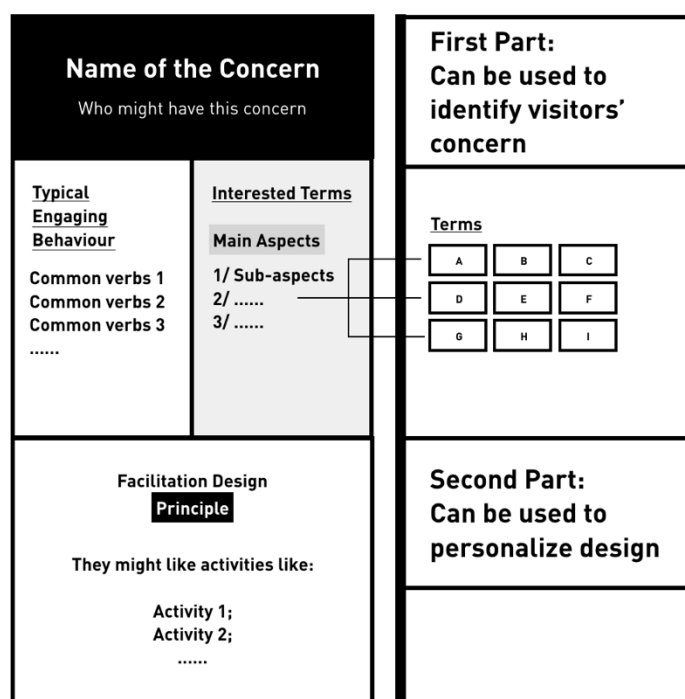 Name of the Concern
Who might have this concern
Typical
Engaging
Behaviour
Common verbs 1
Common verbs 2
Common verbs 3
......
Interested Terms
Main Aspects
1/ Sub-aspects
2/ ......
3/ ......
Facilitation Design
Principle
They might like activities like:
Activity 1;
Activity 2;
......
First Part:
Can be used to
identify visitors’
concern
Terms
A B C
D E F
G H I
Second Part:
Can be used to
personalize design